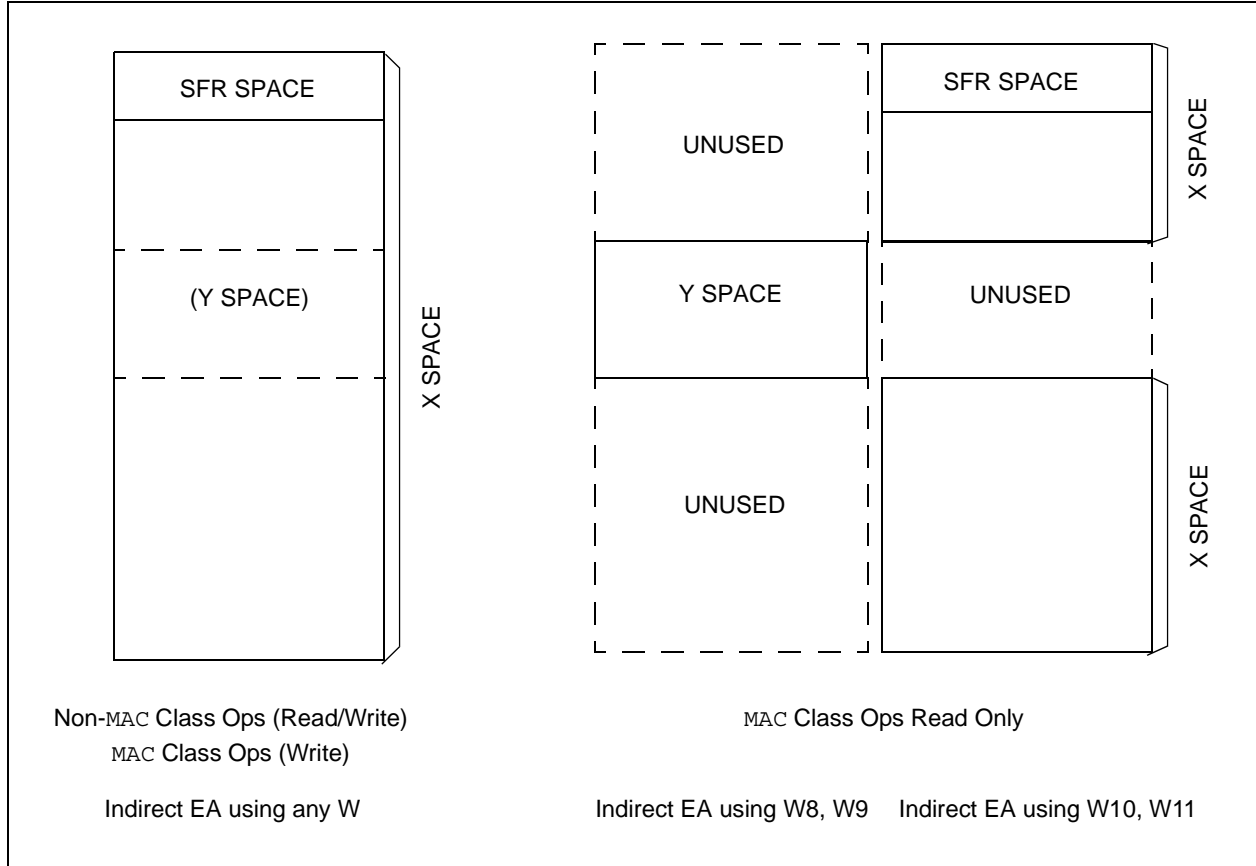 SFR SPACE
(Y SPACE)
X SPACE
Non-MAC Class Ops (Read/Write)
MAC Class Ops (Write)
Indirect EA using any W
UNUSED
Y SPACE
UNUSED
SFR SPACE
X SPACE
UNUSED
X SPACE
MAC Class Ops Read Only
Indirect EA using W8, W9
Indirect EA using W10, W11